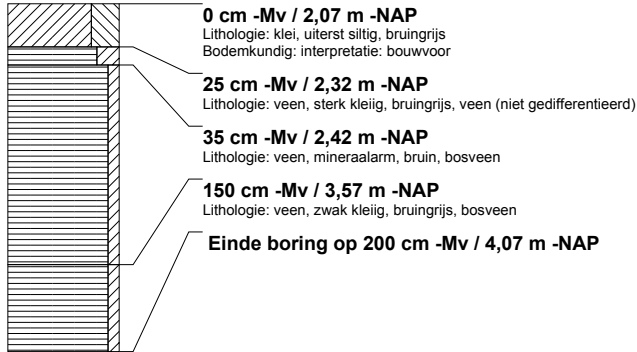 0 cm -Mv / 2,07 m -NAP
Lithologie: klei, uiterst siltig, bruingrijs
Bodemkundig: interpretatie: bouwvoor
25 cm -Mv / 2,32 m -NAP
Lithologie: veen, sterk kleiig, bruingrijs, veen (niet gedifferentieerd)
35 cm -Mv / 2,42 m -NAP
Lithologie: veen, mineraalarm, bruin, bosveen
150 cm -Mv / 3,57 m -NAP
Lithologie: veen, zwak kleiig, bruingrijs, bosveen
Einde boring op 200 cm -Mv / 4,07 m -NAP